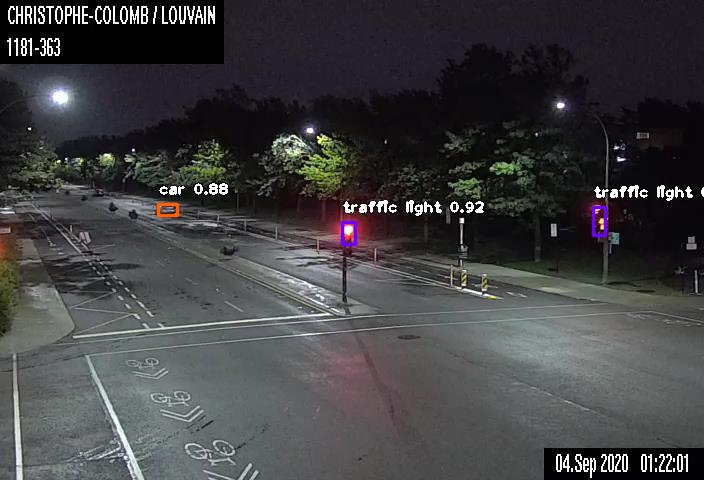 CHRISTOPHE-COLOMB / LOUVAIN
1181-363
car 0.88
traffic light 0.92
traffic light
04.Sep 2020 01:22:01